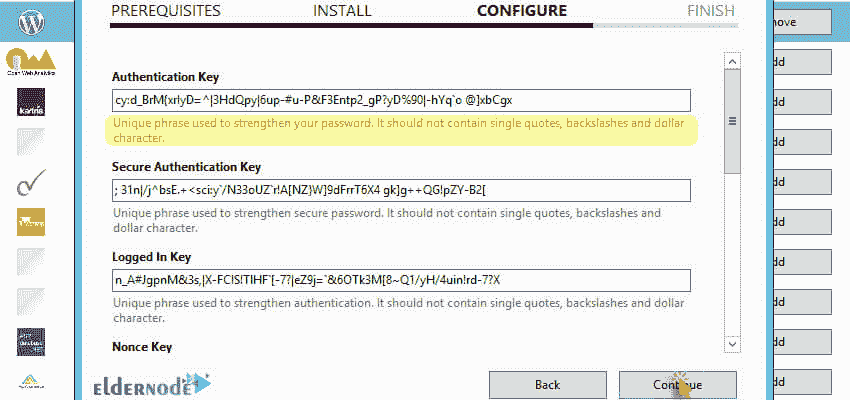 PREREQUISITES INSTALL CONFIGURE FINISH
Authentication Key
cy:d_BrM{xrIyD=^|3HdQpy|6up-#u-P&F3Entp2_gP?yD%90|-hYq`o @]xbCgx
Unique phrase used to strengthen your password. It should not contain single quotes, backslashes and dollar
character.
Secure Authentication Key
; 31n|/j^bsE.+<sci:y`/N33oUZ`r!A[NZ}W]9dFrrT6X4 gk]g++QG!pZY-B2[
Unique phrase used to strengthen secure password. It should not contain single quotes, backslashes and
dollar character.
Logged In Key
n_A#JgpnM&3s,|X-FC!S!TIHF`[-7?|eZ9j=`&6OTk3M[8~Q1/yH/4uin!rd-7?X
Unique phrase used to strengthen authentication. It should not contain single quotes, backslashes and dollar
character.
Nonce Key
Back Continue
eldernode
Open Web Analytics
kartris
move
dd
dd
dd
dd
dd
dd
dd
dd
dd